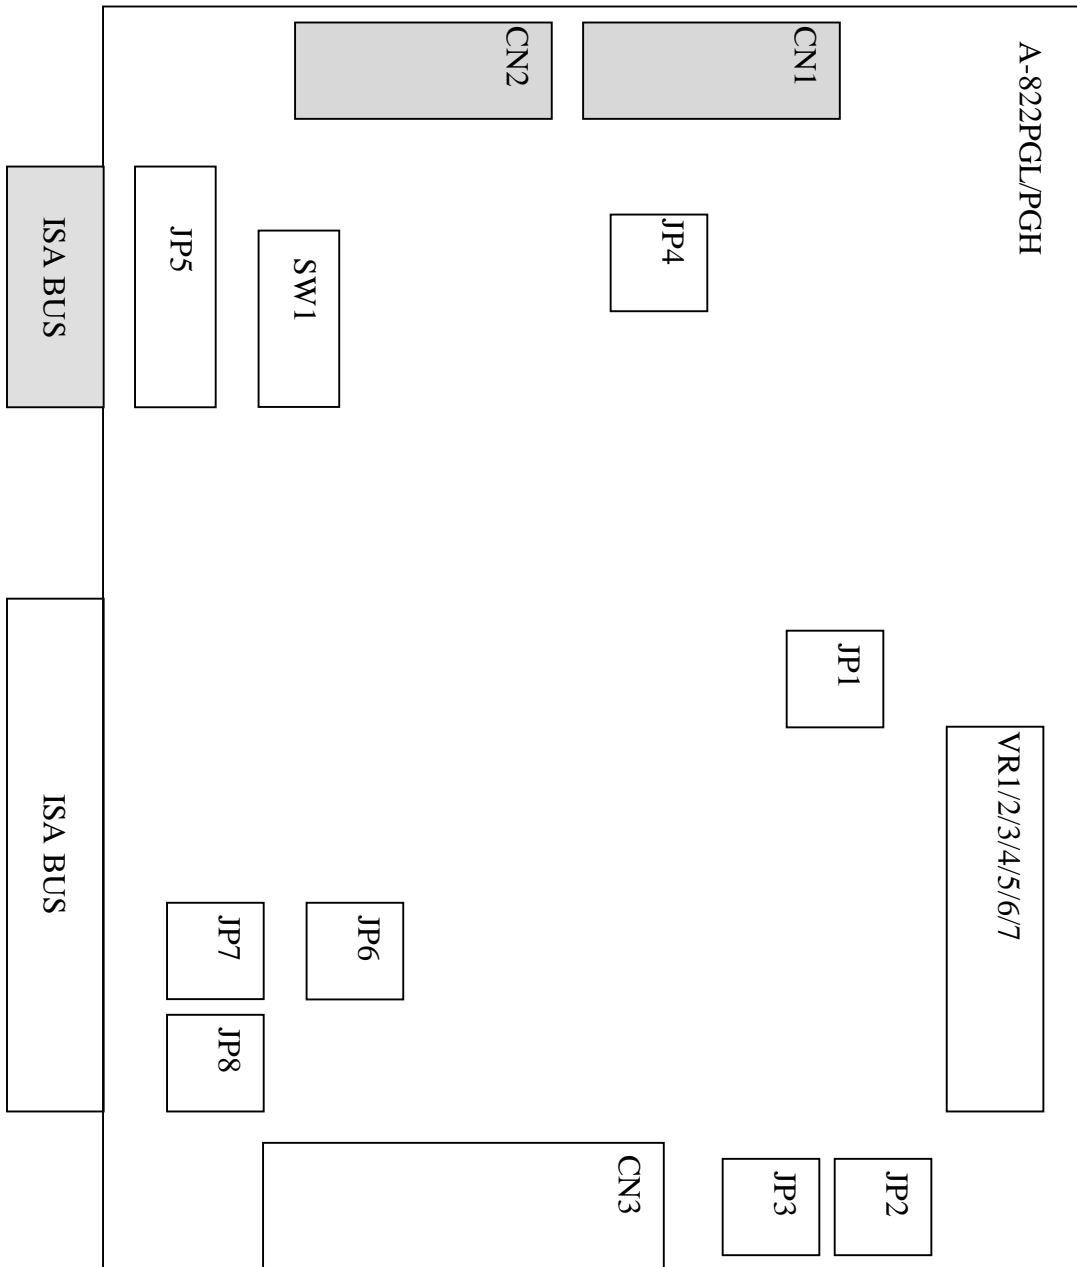 A-822PGL/PGH
CN1
CN2
JP4
JP5
SW1
ISA BUS
JP1
VR1/2/3/4/5/6/7
JP6
JP7
JP8
ISA BUS
JP2
JP3
CN3